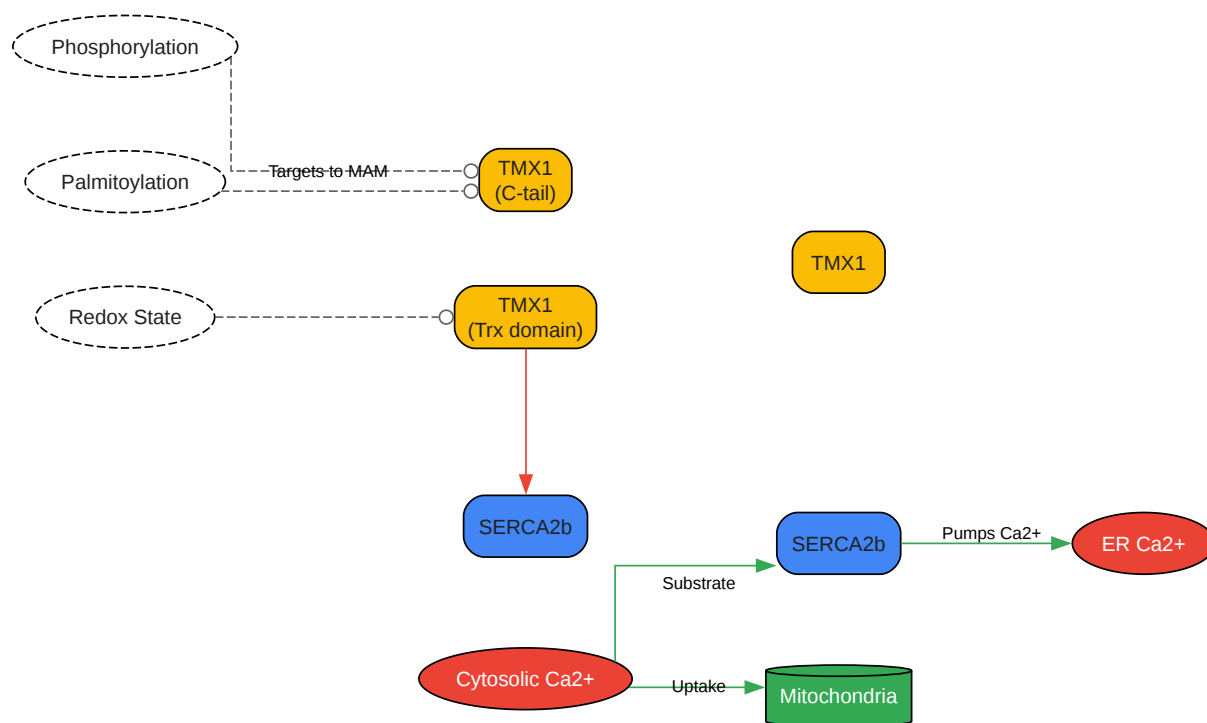 Phosphorylation
Targets to MAM
TMX1
(C-tail)
Palmitoylation
TMX1
Redox State
TMX1
(Trx domain)
SERCA2b
SERCA2b
Pumps Ca2+
ER Ca2+
Substrate
Cytosolic Ca2+
Uptake
Mitochondria